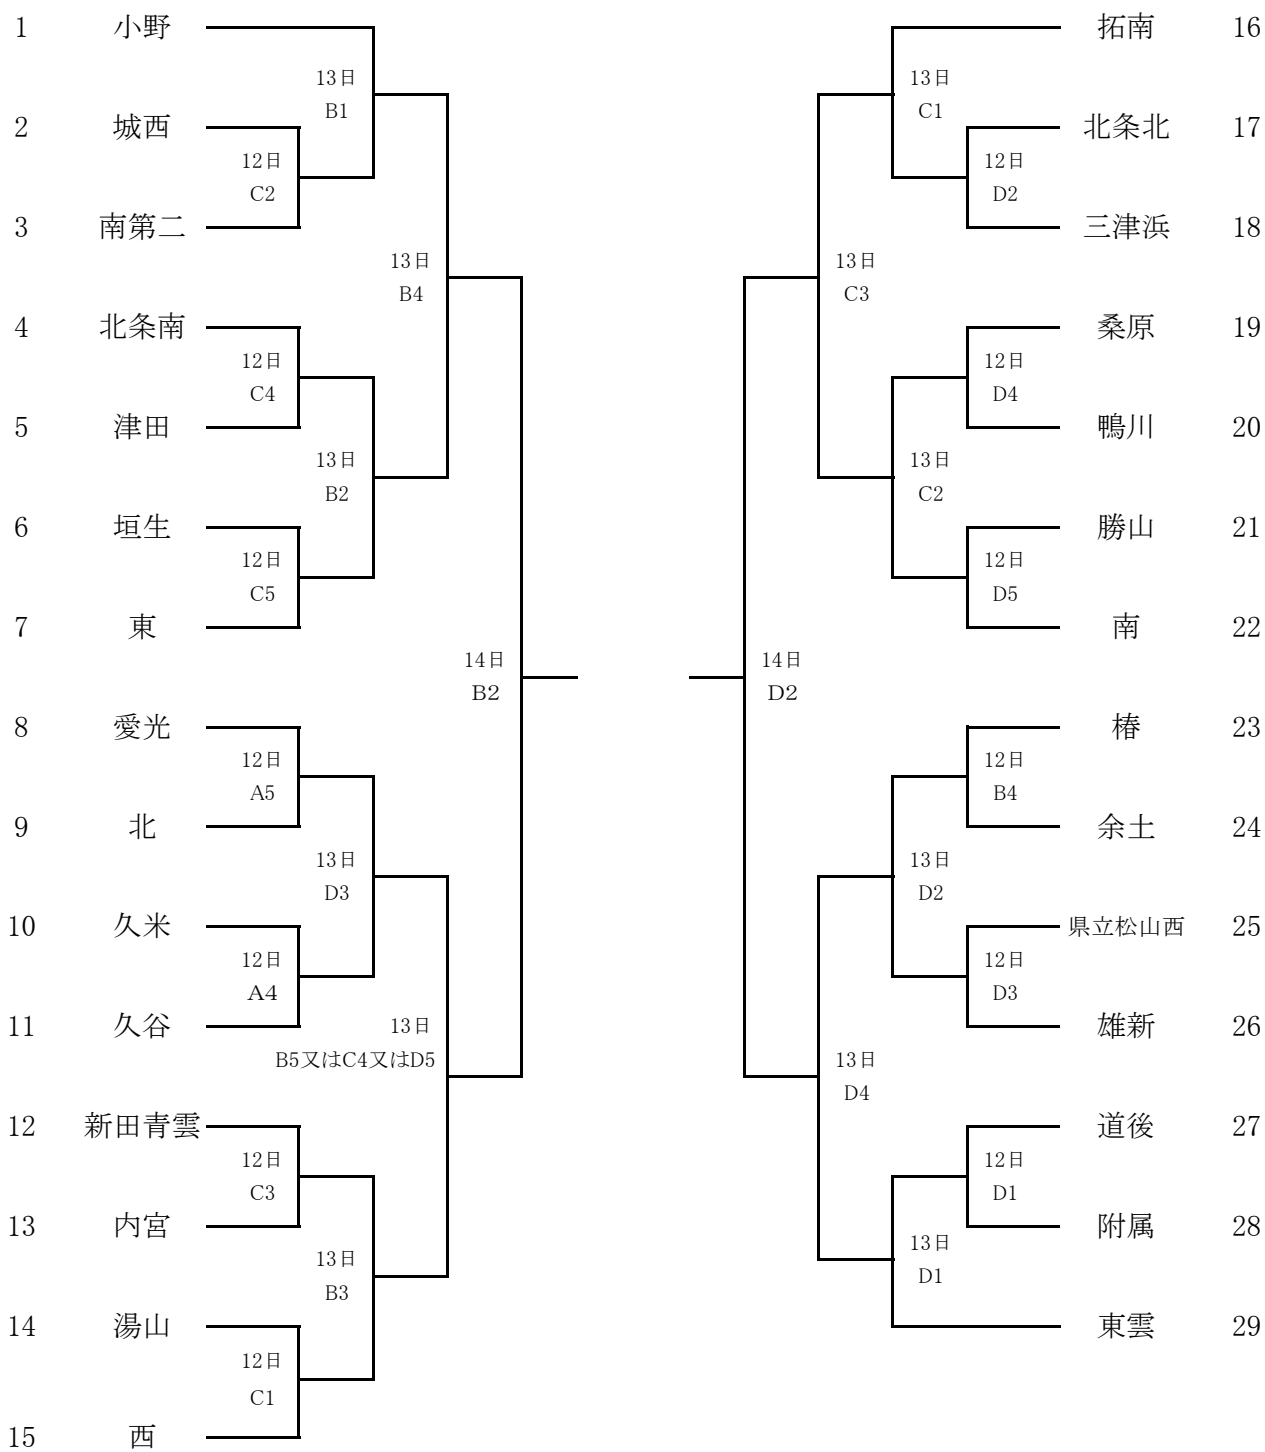 1 小野
13日
B1
2 城西
12日
C2
3 南第二
13日
B4
4 北条南
12日
C4
5 津田
13日
B2
6 垣生
12日
C5
7 東
14日
B2
8 愛光
12日
A5
9 北
13日
D3
10 久米
12日
A4
11 久谷
13日
B5又はC4又はD5
12 新田青雲
12日
C3
13 内宮
13日
B3
14 湯山
12日
C1
15 西
拓南 16
13日
C1
北条北 17
12日
D2
三津浜 18
13日
C3
桑原 19
12日
D4
鴨川 20
13日
C2
勝山 21
12日
D5
南 22
14日
D2
椿 23
12日
B4
余土 24
13日
D2
県立松山西 25
12日
D3
雄新 26
13日
D4
道後 27
12日
D1
附属 28
13日
D1
東雲 29